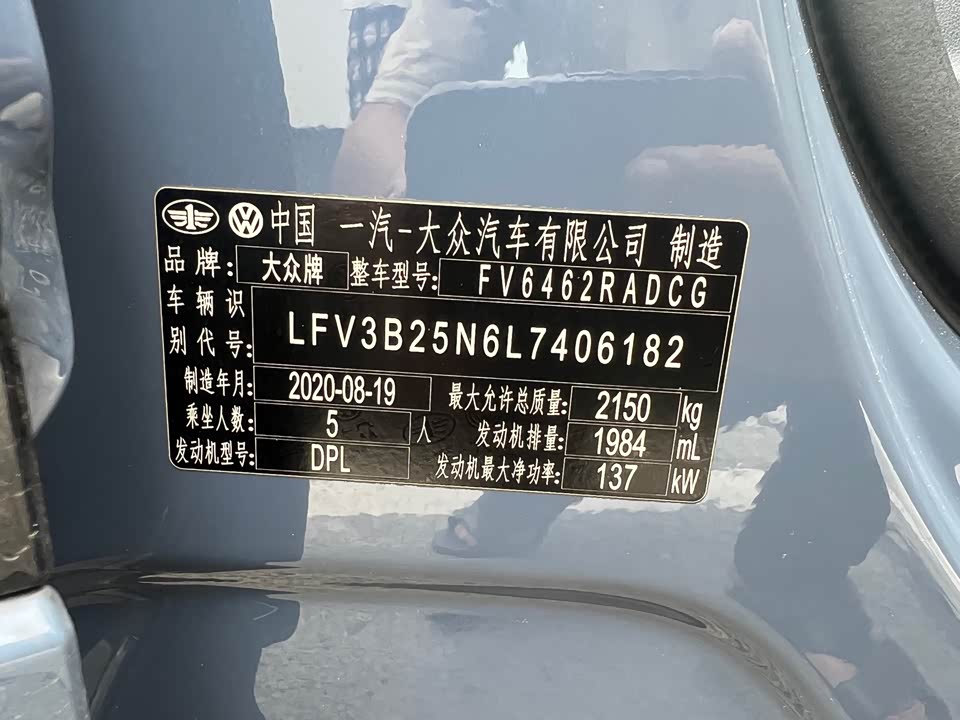 中国 一汽-大众汽车有限公司 制造
品牌: 大众牌 整车型号: FV6462RADCG
车辆识别代号: LFV3B25N6L7406182
制造年月: 2020-08-19 最大允许总质量: 2150 kg
乘坐人数: 5 人 发动机排量: 1984 mL
发动机型号: DPL 发动机最大净功率: 137 kW